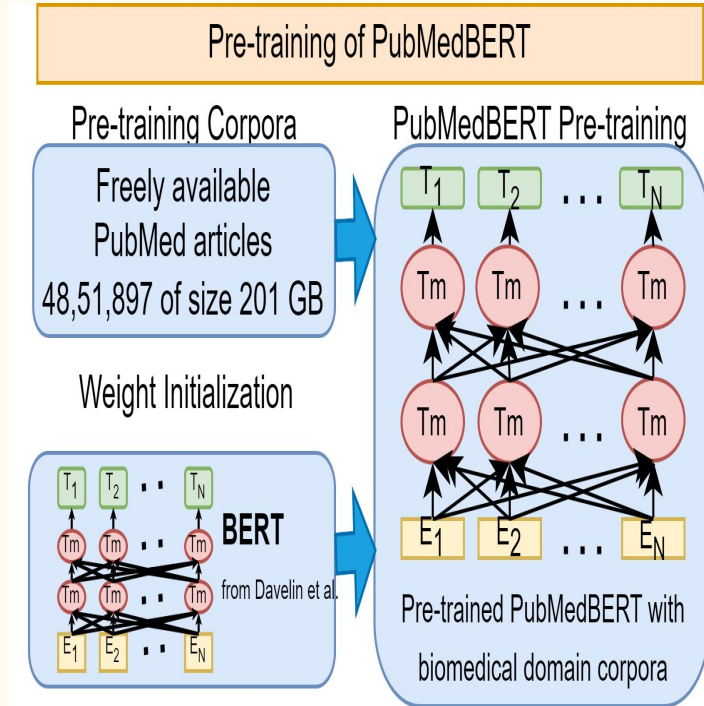 Pre-training of PubMedBERT
Pre-training Corpora
Freely available
PubMed articles
48,51,897 of size 201 GB
Weight Initialization
T1 T2 . . TN
Tm Tm . . Tm
Tm Tm . . Tm
E1 E2 . . EN
BERT
from Davelin et al.
PubMedBERT Pre-training
T1 T2 ... TN
Tm Tm ... Tm
Tm Tm ... Tm
E1 E2 ... EN
Pre-trained PubMedBERT with
biomedical domain corpora